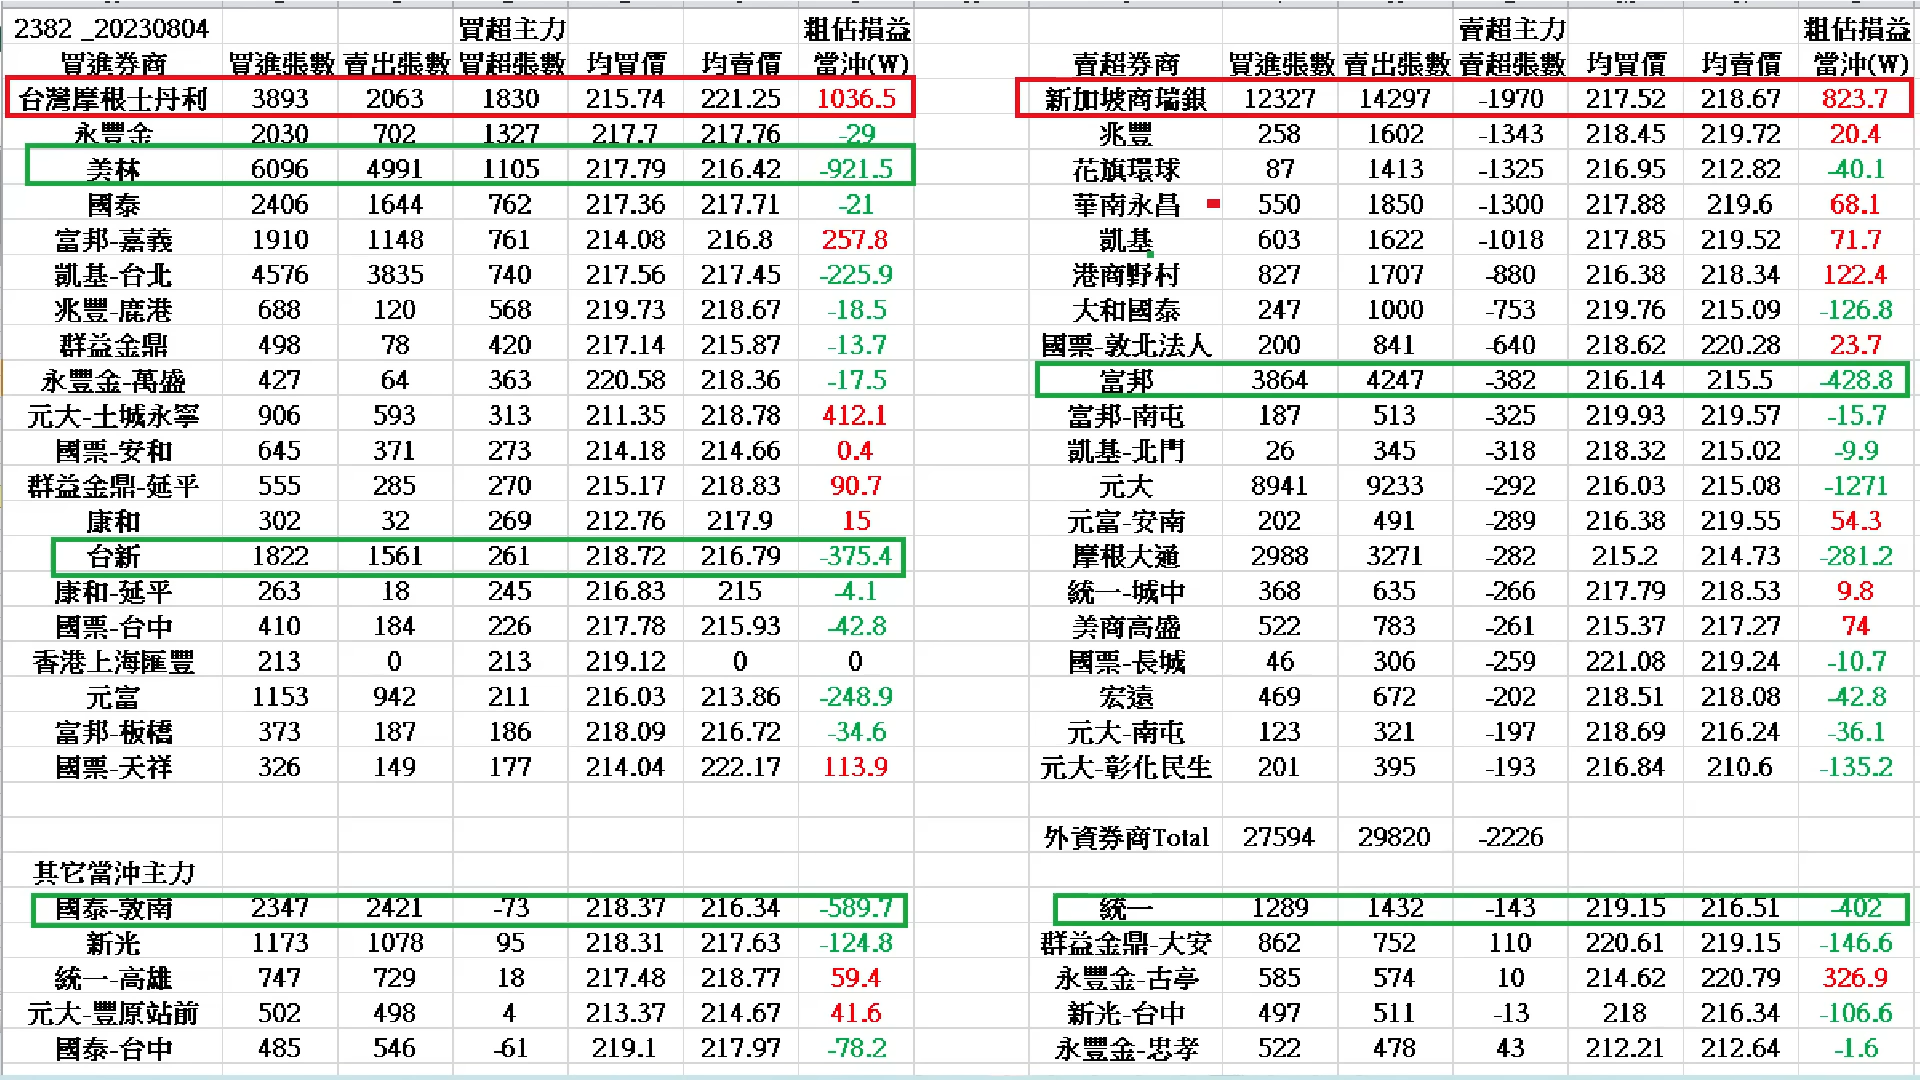 2382 _20230804 買超主力 粗估損益 賣超主力 粗估損益
買進券商 買進張數 賣出張數 買超張數 均買價 均賣價 當沖(W) 賣超券商 買進張數 賣出張數 賣超張數 均買價 均賣價 當沖(W)
台灣摩根士丹利 3893 2063 1830 215.74 221.25 1036.5 新加坡商瑞銀 12327 14297 -1970 217.52 218.67 823.7
永豐金 2030 702 1327 217.7 217.76 -29 兆豐 258 1602 -1343 218.45 219.72 20.4
美林 6096 4991 1105 217.79 216.42 -921.5 花旗環球 87 1413 -1325 216.95 212.82 -40.1
國泰 2406 1644 762 217.36 217.71 -21 華南永昌 550 1850 -1300 217.88 219.6 68.1
富邦-嘉義 1910 1148 761 214.08 216.8 257.8 凱基 603 1622 -1018 217.85 219.52 71.7
凱基-台北 4576 3835 740 217.56 217.45 -225.9 港商野村 827 1707 -880 216.38 218.34 122.4
兆豐-鹿港 688 120 568 219.73 218.67 -18.5 大和國泰 247 1000 -753 219.76 215.09 -126.8
群益金鼎 498 78 420 217.14 215.87 -13.7 國票-敦北法人 200 841 -640 218.62 220.28 23.7
永豐金-萬盛 427 64 363 220.58 218.36 -17.5 富邦 3864 4247 -382 216.14 215.5 -428.8
元大-土城永寧 906 593 313 211.35 218.78 412.1 富邦-南屯 187 513 -325 219.93 219.57 -15.7
國票-安和 645 371 273 214.18 214.66 0.4 凱基-北門 26 345 -318 218.32 215.02 -9.9
群益金鼎-延平 555 285 270 215.17 218.83 90.7 元大 8941 9233 -292 216.03 215.08 -1271
康和 302 32 269 212.76 217.9 15 元富-安南 202 491 -289 216.38 219.55 54.3
台新 1822 1561 261 218.72 216.79 -375.4 摩根大通 2988 3271 -282 215.2 214.73 -281.2
康和-延平 263 18 245 216.83 215 -4.1 統一-城中 368 635 -266 217.79 218.53 9.8
國票-台中 410 184 226 217.78 215.93 -42.8 美商高盛 522 783 -261 215.37 217.27 74
香港上海匯豐 213 0 213 219.12 0 0 國票-長城 46 306 -259 221.08 219.24 -10.7
元富 1153 942 211 216.03 213.86 -248.9 宏遠 469 672 -202 218.51 218.08 -42.8
富邦-板橋 373 187 186 218.09 216.72 -34.6 元大-南屯 123 321 -197 218.69 216.24 -36.1
國票-天祥 326 149 177 214.04 222.17 113.9 元大-彰化民生 201 395 -193 216.84 210.6 -135.2
外資券商Total 27594 29820 -2226
其它當沖主力
國泰-敦南 2347 2421 -73 218.37 216.34 -589.7 統一 1289 1432 -143 219.15 216.51 -402
新光 1173 1078 95 218.31 217.63 -124.8 群益金鼎-大安 862 752 110 220.61 219.15 -146.6
統一-高雄 747 729 18 217.48 218.77 59.4 永豐金-古亭 585 574 10 214.62 220.79 326.9
元大-豐原站前 502 498 4 213.37 214.67 41.6 新光-台中 497 511 -13 218 216.34 -106.6
國泰-台中 485 546 -61 219.1 217.97 -78.2 永豐金-忠孝 522 478 43 212.21 212.64 -1.6